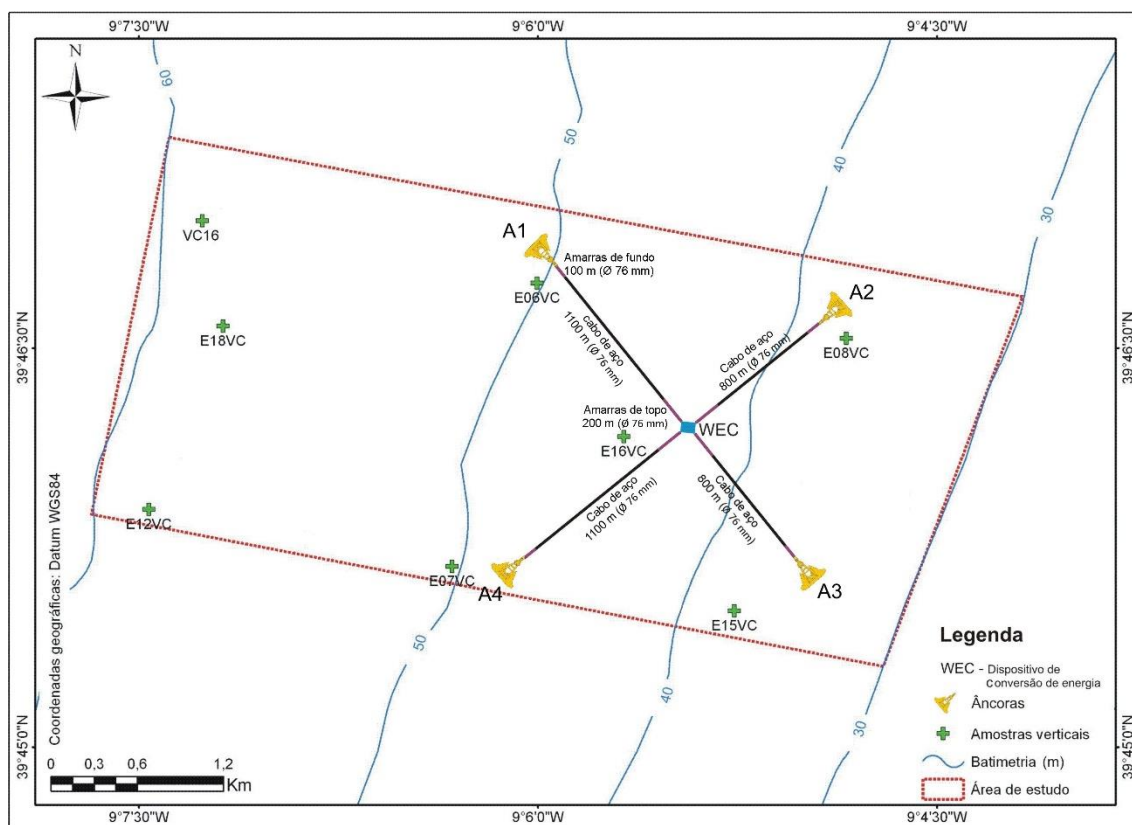 9°7'30"W
9°6'00"W
9°4'30"W
N
60
50
40
30
VC16
A1
Amarras de fundo
100 m (Ø 76 mm)
A2
E06VC
39°46'30"N
39°46'30"N
E18VC
cabo de aço
1100 m (Ø 76 mm)
Cabo de aço
800 m (Ø 76 mm)
E08VC
Amarras de topo
200 m (Ø 76 mm)
WEC
E16VC
Cabo de aço
1100 m (Ø 76 mm)
Cabo de aço
800 m (Ø 76 mm)
E12VC
E07VC
A4
A3
E15VC
50
40
30
Coordenadas geográficas: Datum WGS84
Legenda
WEC - Dispositivo de
conversão de energia
Âncoras
Amostras verticais
Batimetria (m)
Área de estudo
39°45'0"N
39°45'0"N
0 0,3 0,6 1,2
Km
9°7'30"W
9°6'00"W
9°4'30"W